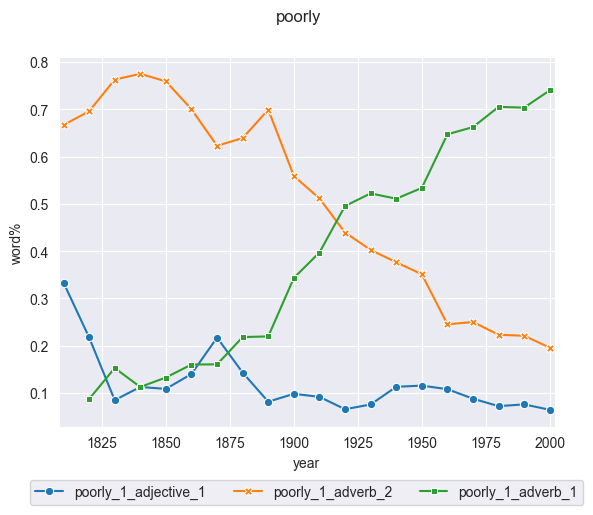 poorly
0.8
0.7
0.6
0.5
0.4
0.3
0.2
0.1
word%
1825 1850 1875 1900 1925 1950 1975 2000
year
poorly_1_adjective_1 poorly_1_adverb_2 poorly_1_adverb_1